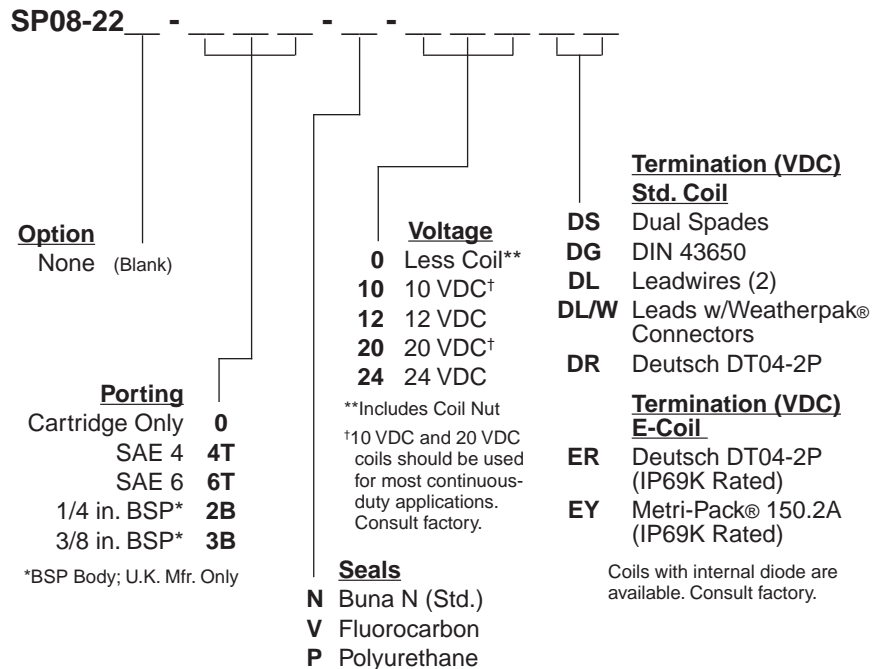 SP08-22__ - __ __ __ - __ - __ __ __ __ __
Option
None (Blank)
Porting
Cartridge Only 0
SAE 4 4T
SAE 6 6T
1/4 in. BSP* 2B
3/8 in. BSP* 3B
*BSP Body; U.K. Mfr. Only
Seals
N Buna N (Std.)
V Fluorocarbon
P Polyurethane
Voltage
0 Less Coil**
10 10 VDC†
12 12 VDC
20 20 VDC†
24 24 VDC
**Includes Coil Nut
†10 VDC and 20 VDC
coils should be used
for most continuous-
duty applications.
Consult factory.
Termination (VDC)
Std. Coil
DS Dual Spades
DG DIN 43650
DL Leadwires (2)
DL/W Leads w/Weatherpak®
Connectors
DR Deutsch DT04-2P
Termination (VDC)
E-Coil
ER Deutsch DT04-2P
(IP69K Rated)
EY Metri-Pack® 150.2A
(IP69K Rated)
Coils with internal diode are
available. Consult factory.